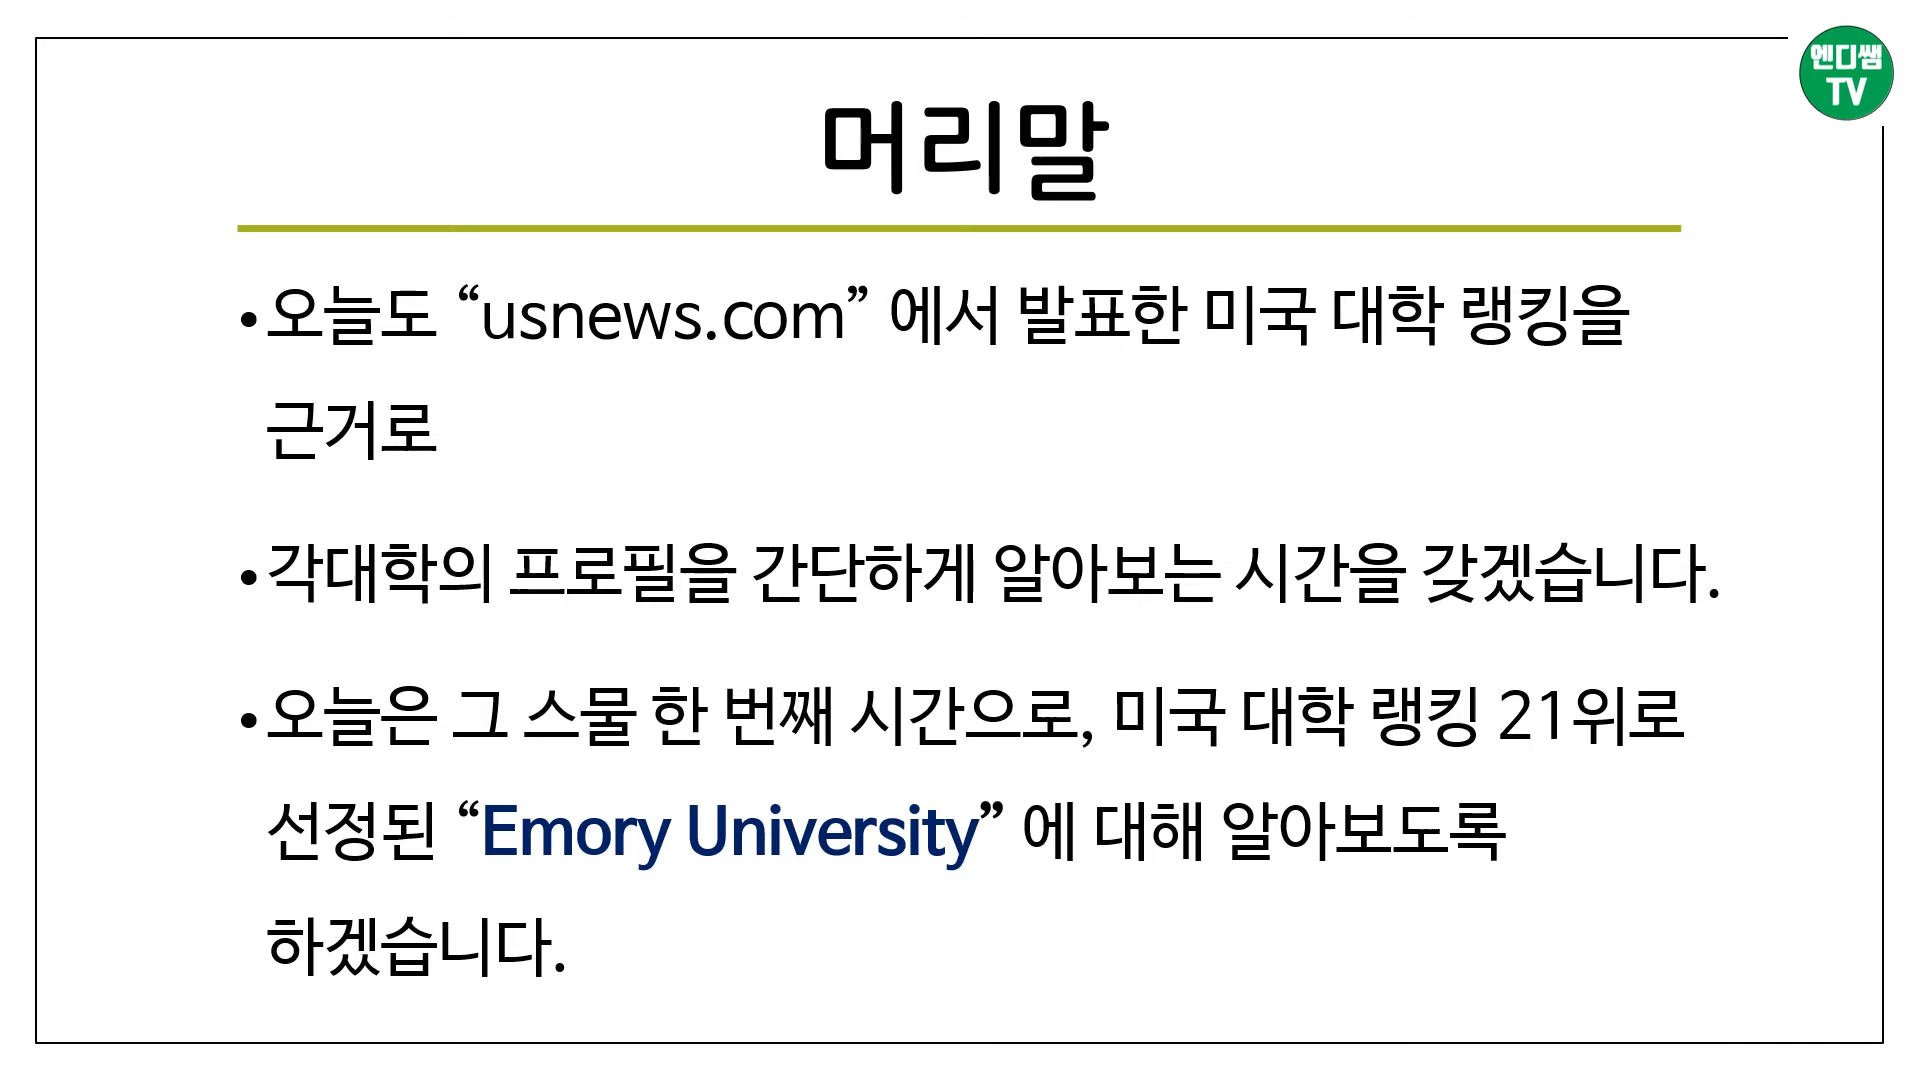 엔디쌤
TV
머리말
• 오늘도 “usnews.com” 에서 발표한 미국 대학 랭킹을
근거로
• 각대학의 프로필을 간단하게 알아보는 시간을 갖겠습니다.
• 오늘은 그 스물 한 번째 시간으로, 미국 대학 랭킹 21위로
선정된 “Emory University” 에 대해 알아보도록
하겠습니다.